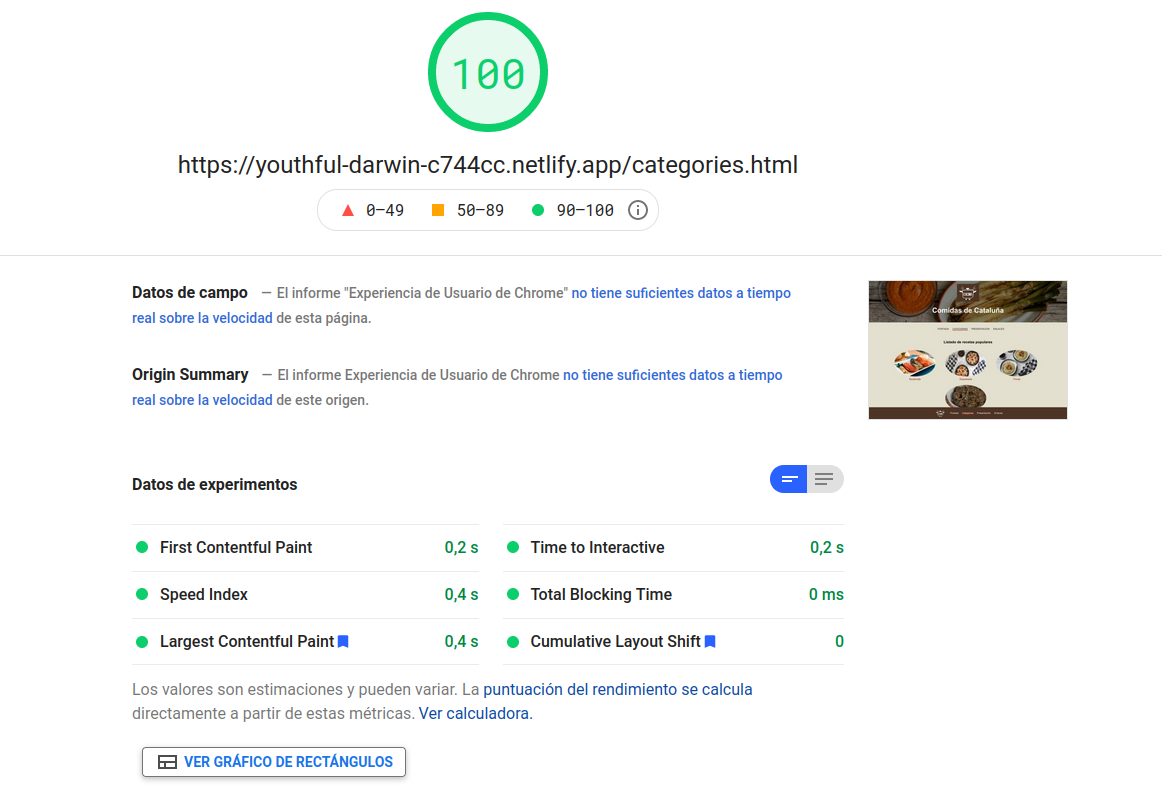 100
https://youthful-darwin-c744cc.netlify.app/categories.html
0–49 50–89 90–100
Datos de campo — El informe "Experiencia de Usuario de Chrome" no tiene suficientes datos a tiempo
real sobre la velocidad de esta página.
Origin Summary — El informe Experiencia de Usuario de Chrome no tiene suficientes datos a tiempo
real sobre la velocidad de este origen.
Comidas de Cataluña
Listado de recetas populares
Datos de experimentos
First Contentful Paint 0,2 s
Time to Interactive 0,2 s
Speed Index 0,4 s
Total Blocking Time 0 ms
Largest Contentful Paint 0,4 s
Cumulative Layout Shift 0
Los valores son estimaciones y pueden variar. La puntuación del rendimiento se calcula
directamente a partir de estas métricas. Ver calculadora.
VER GRÁFICO DE RECTÁNGULOS